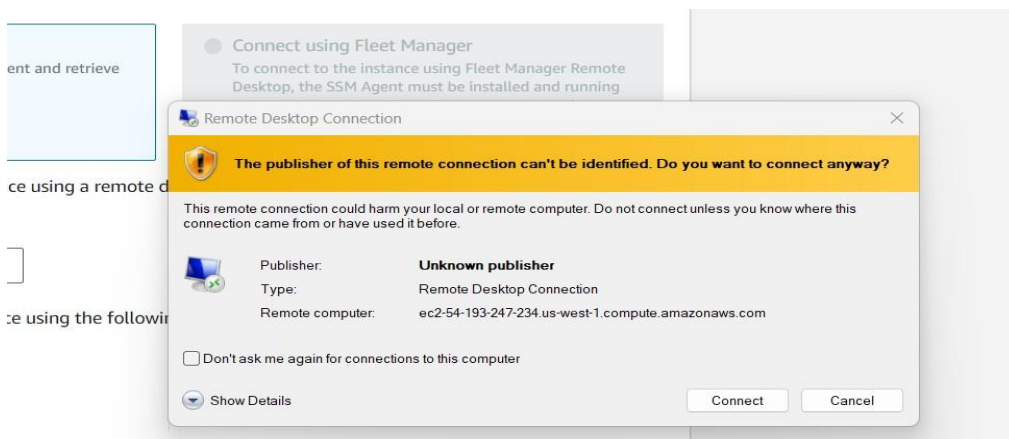 Connect using Fleet Manager
ent and retrieve
To connect to the instance using Fleet Manager Remote
Desktop, the SSM Agent must be installed and running
Remote Desktop Connection
The publisher of this remote connection can't be identified. Do you want to connect anyway?
ce using a remote d
This remote connection could harm your local or remote computer. Do not connect unless you know where this
connection came from or have used it before.
Publisher: Unknown publisher
Type: Remote Desktop Connection
Remote computer: ec2-54-193-247-234.us-west-1.compute.amazonaws.com
ce using the followin
Don't ask me again for connections to this computer
Show Details
Connect
Cancel